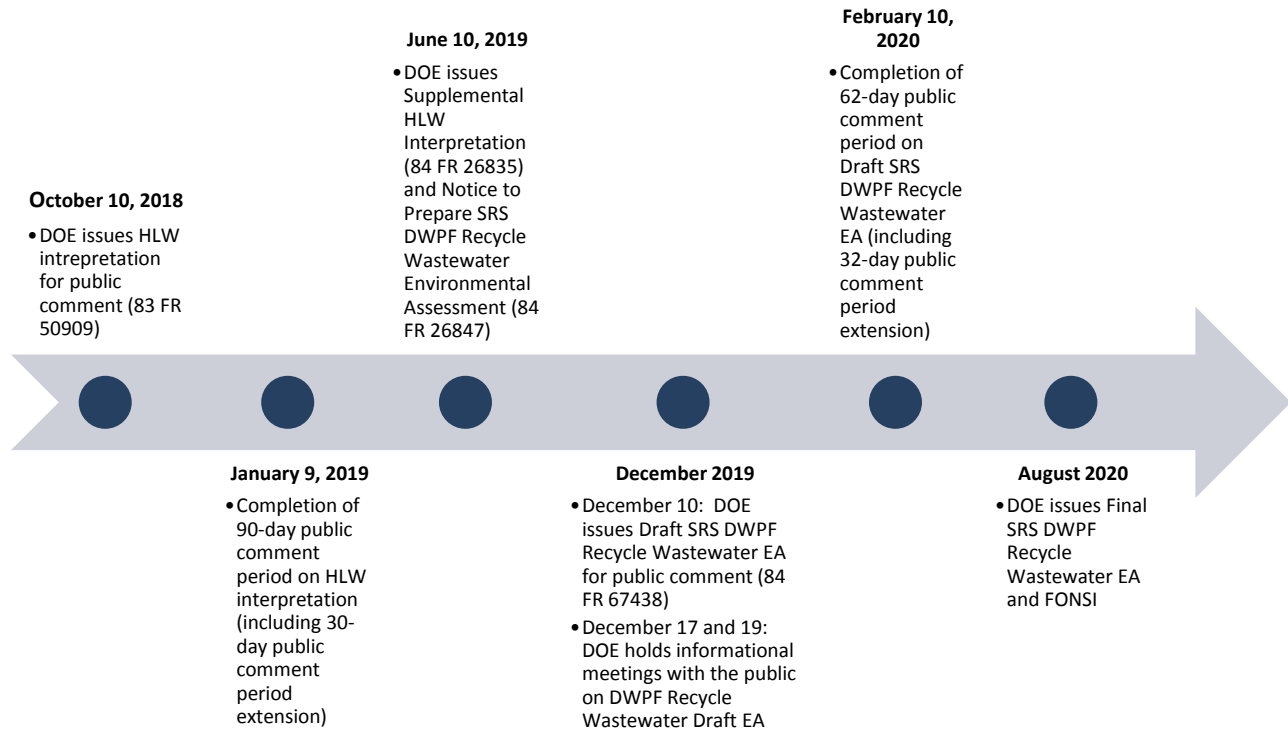 October 10, 2018
•DOE issues HLW
intrepretation
for public
comment (83 FR
50909)
January 9, 2019
•Completion of
90-day public
comment
period on HLW
interpretation
(including 30-
day public
comment
period
extension)
June 10, 2019
•DOE issues
Supplemental
HLW
Interpretation
(84 FR 26835)
and Notice to
Prepare SRS
DWPF Recycle
Wastewater
Environmental
Assessment (84
FR 26847)
December 2019
•December 10:  DOE
issues Draft SRS DWPF
Recycle Wastewater EA
for public comment (84
FR 67438)
•December 17 and 19:
DOE holds informational
meetings with the public
on DWPF Recycle
Wastewater Draft EA
February 10,
2020
•Completion of
62-day public
comment
period on
Draft SRS
DWPF Recycle
Wastewater
EA (including
32-day public
comment
period
extension)
August 2020
•DOE issues Final
SRS DWPF
Recycle
Wastewater EA
and FONSI